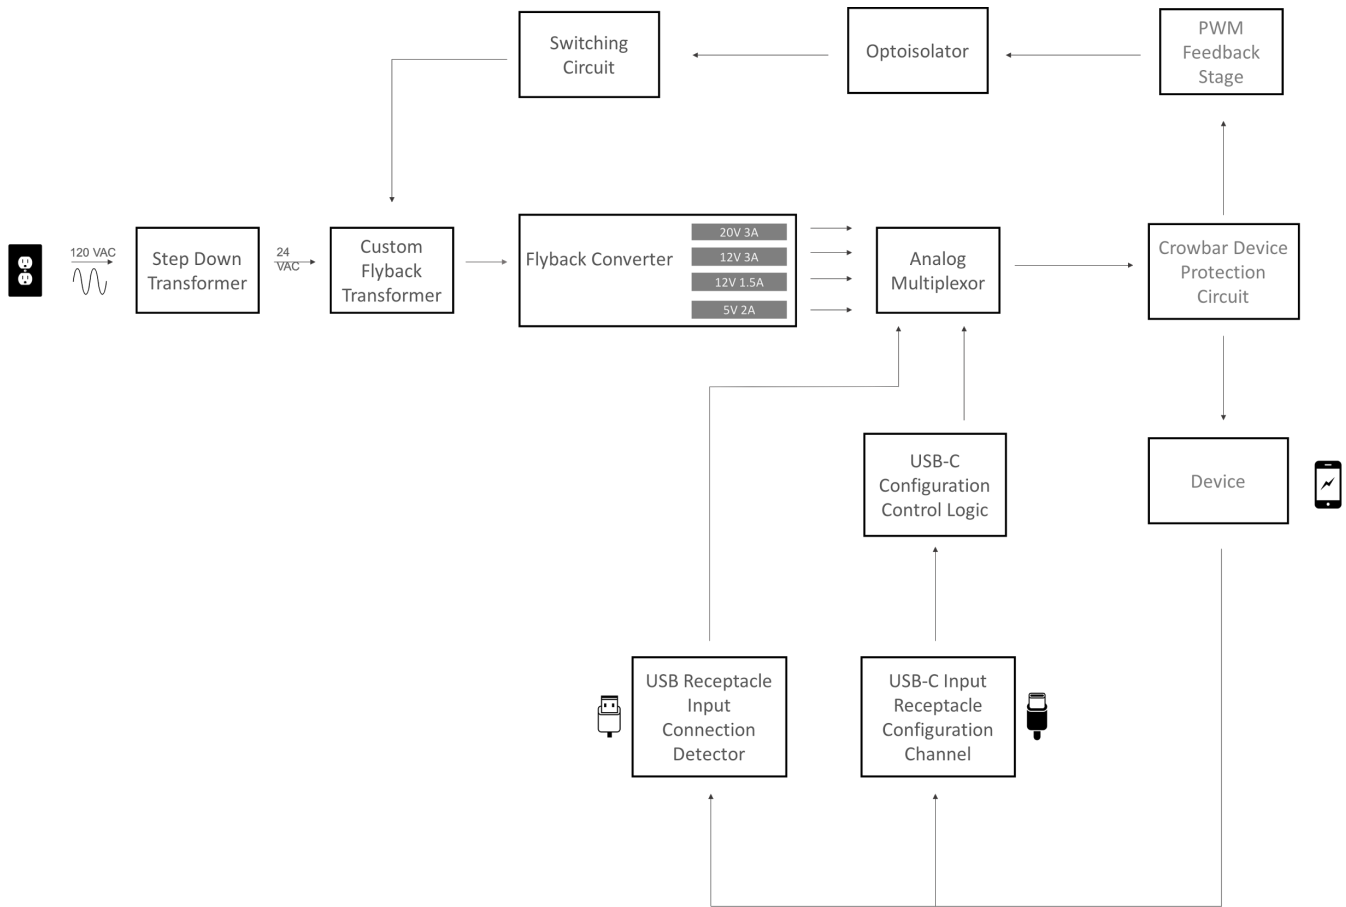 Switching
Circuit
Optoisolator
PWM
Feedback
Stage
120 VAC
Step Down
Transformer
24
VAC
Custom
Flyback
Transformer
Flyback Converter
20V 3A
12V 3A
12V 1.5A
5V 2A
Analog
Multiplexor
Crowbar Device
Protection
Circuit
USB-C
Configuration
Control Logic
Device
USB Receptacle
Input
Connection
Detector
USB-C Input
Receptacle
Configuration
Channel